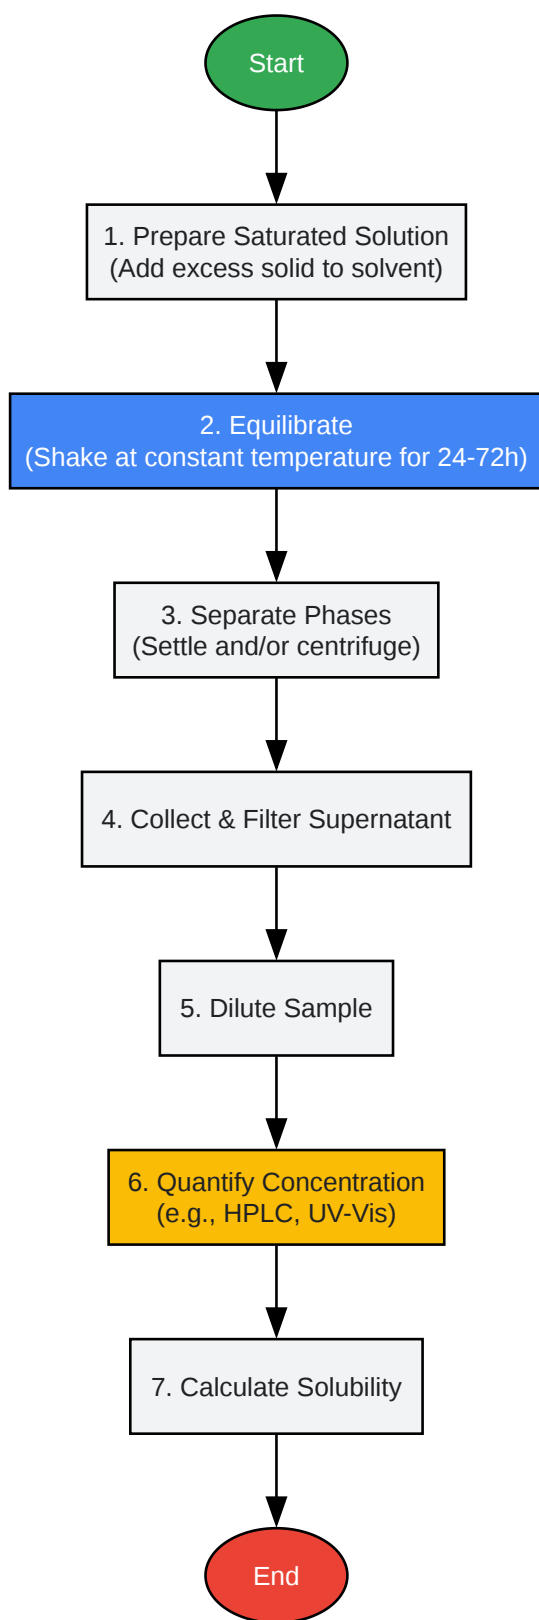 Start
1. Prepare Saturated Solution
(Add excess solid to solvent)
2. Equilibrate
(Shake at constant temperature for 24-72h)
3. Separate Phases
(Settle and/or centrifuge)
4. Collect & Filter Supernatant
5. Dilute Sample
6. Quantify Concentration
(e.g., HPLC, UV-Vis)
7. Calculate Solubility
End